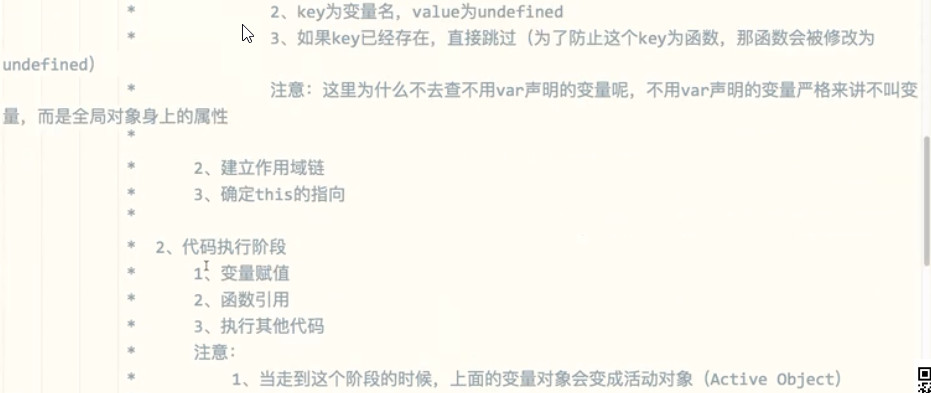 * 2、key为变量名，value为undefined
* 3、如果key已经存在，直接跳过（为了防止这个key为函数，那函数会被修改为
undefined）
* 注意：这里为什么不去查不用var声明的变量呢，不用var声明的变量严格来讲不叫变
量，而是全局对象身上的属性
*
* 2、建立作用域链
* 3、确定this的指向
*
* 2、代码执行阶段
* 1、变量赋值
* 2、函数引用
* 3、执行其他代码
* 注意：
* 1、当走到这个阶段的时候，上面的变量对象会变成活动对象（Active Object）